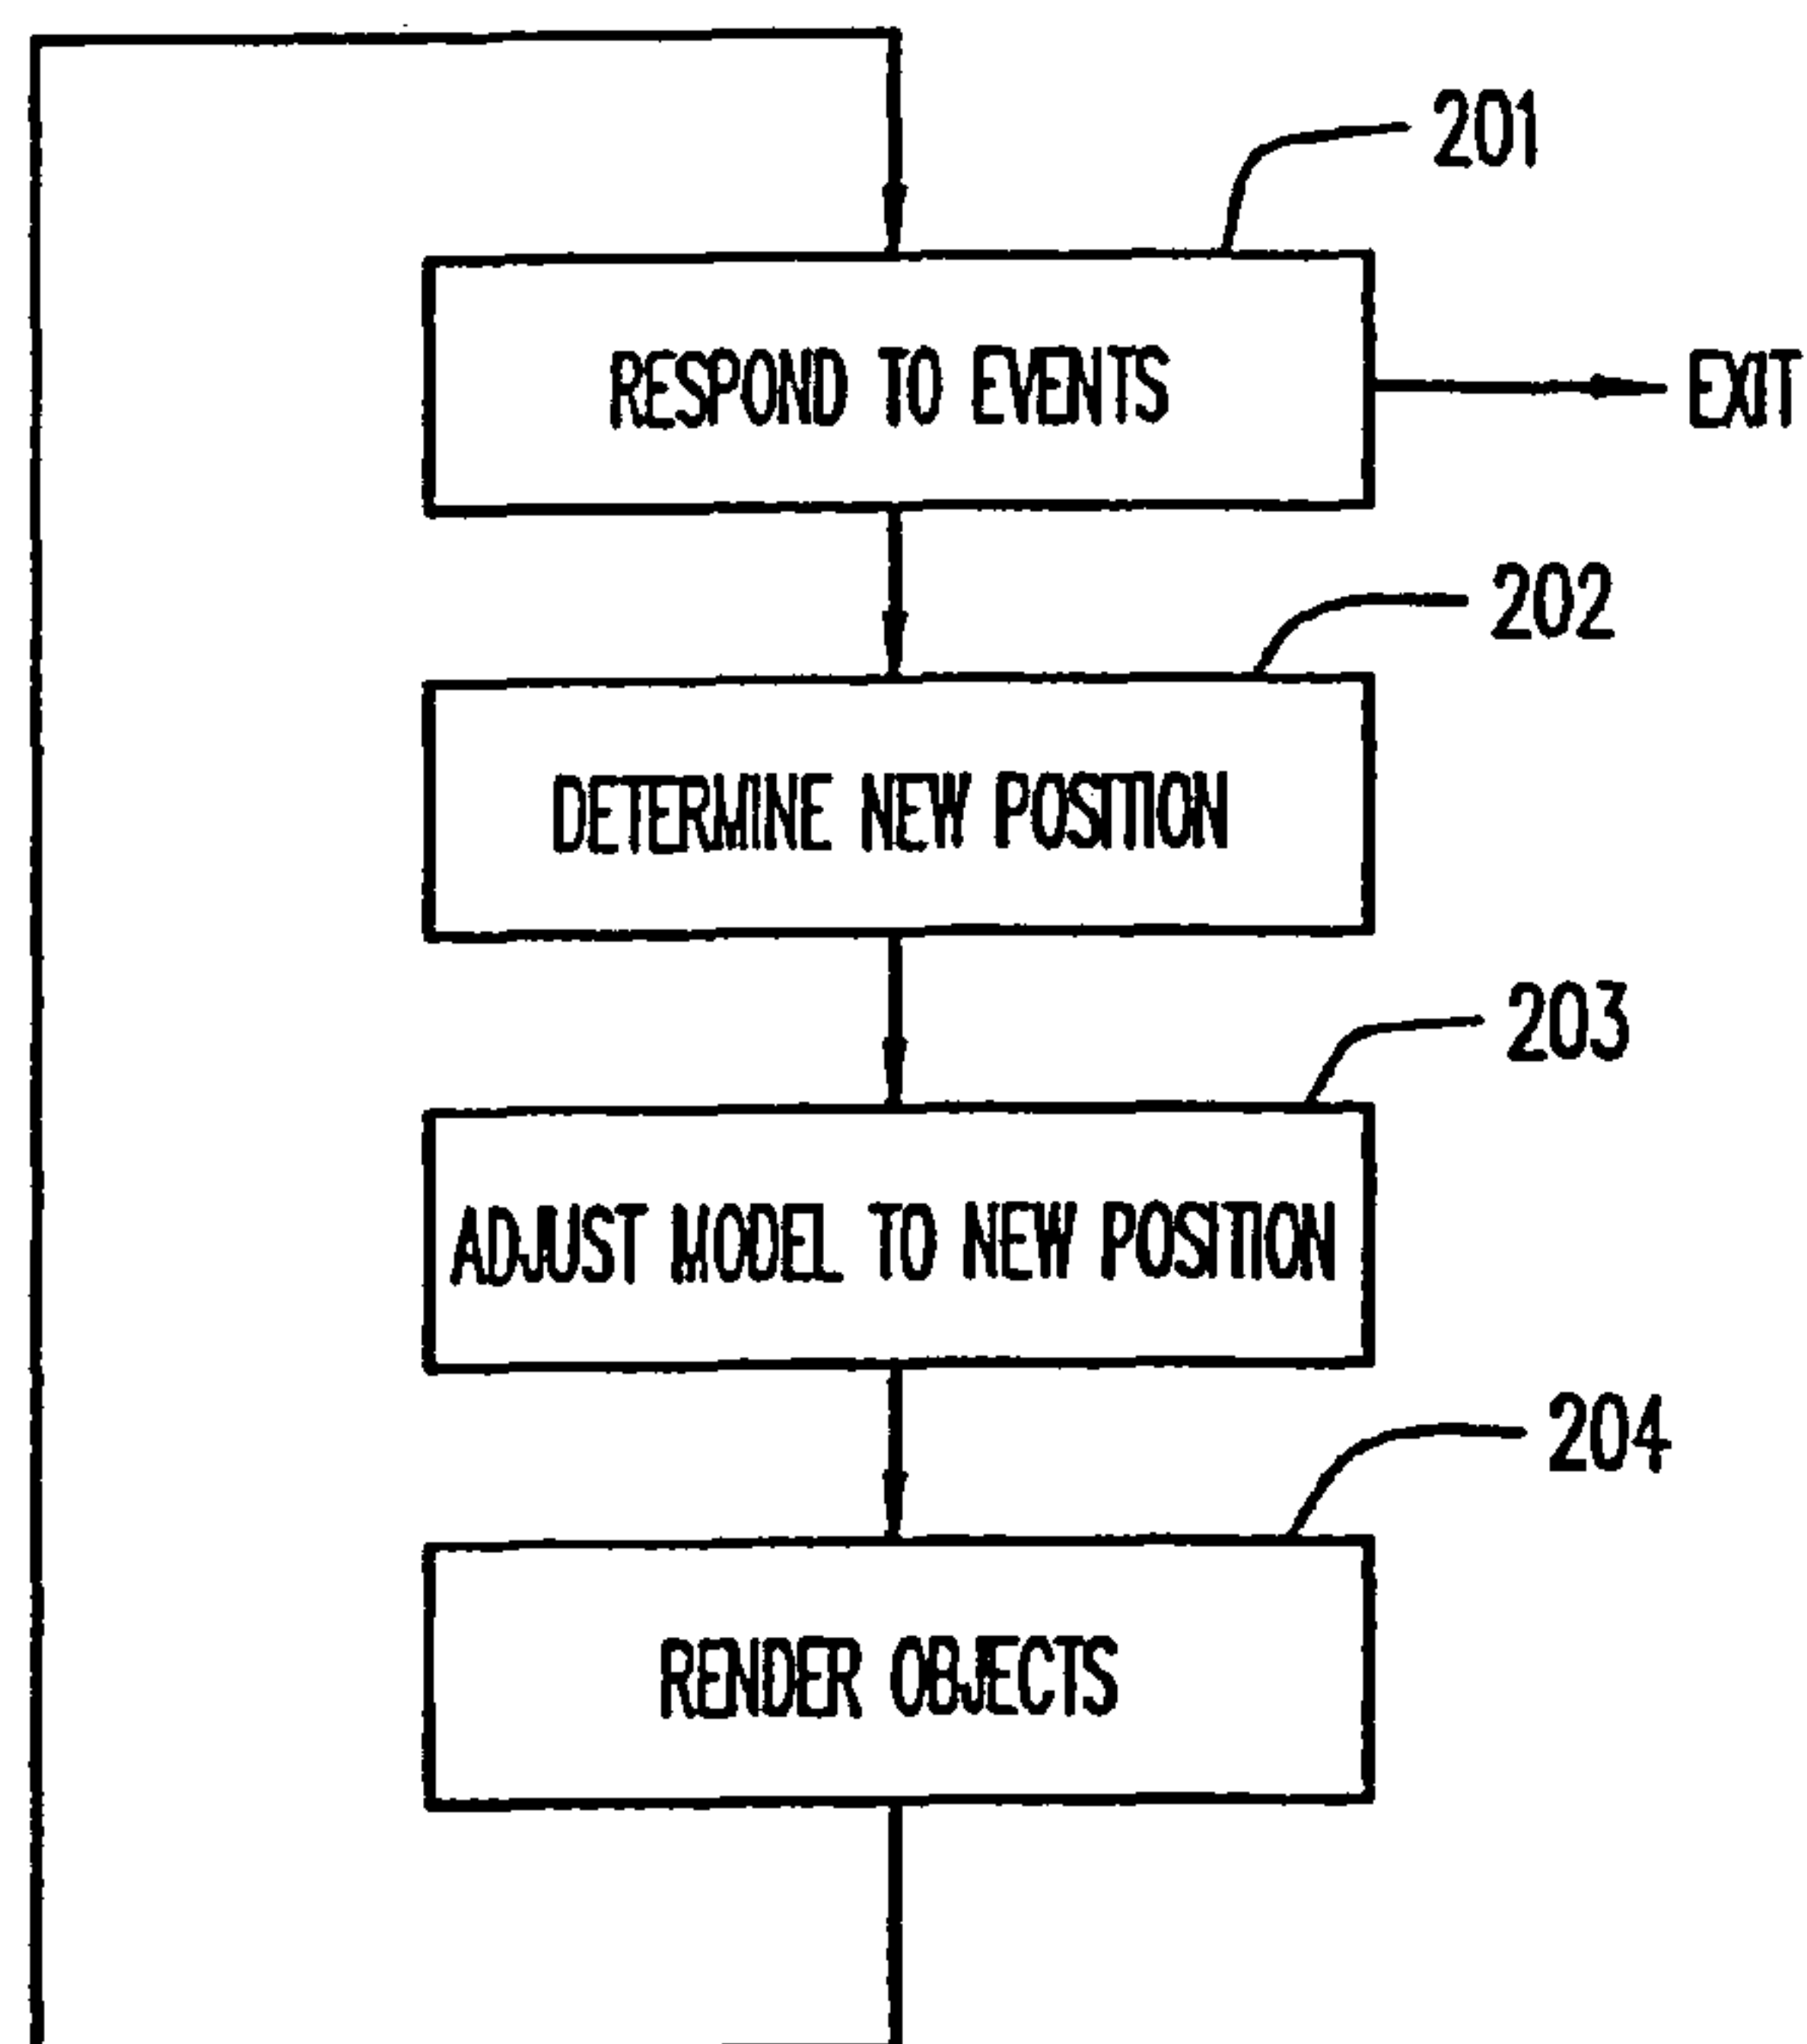 201
RESPOND TO EVENTS
EXIT
202
DETERMINE NEW POSITION
203
ADJUST MODEL TO NEW POSITION
204
RENDER OBJECTS